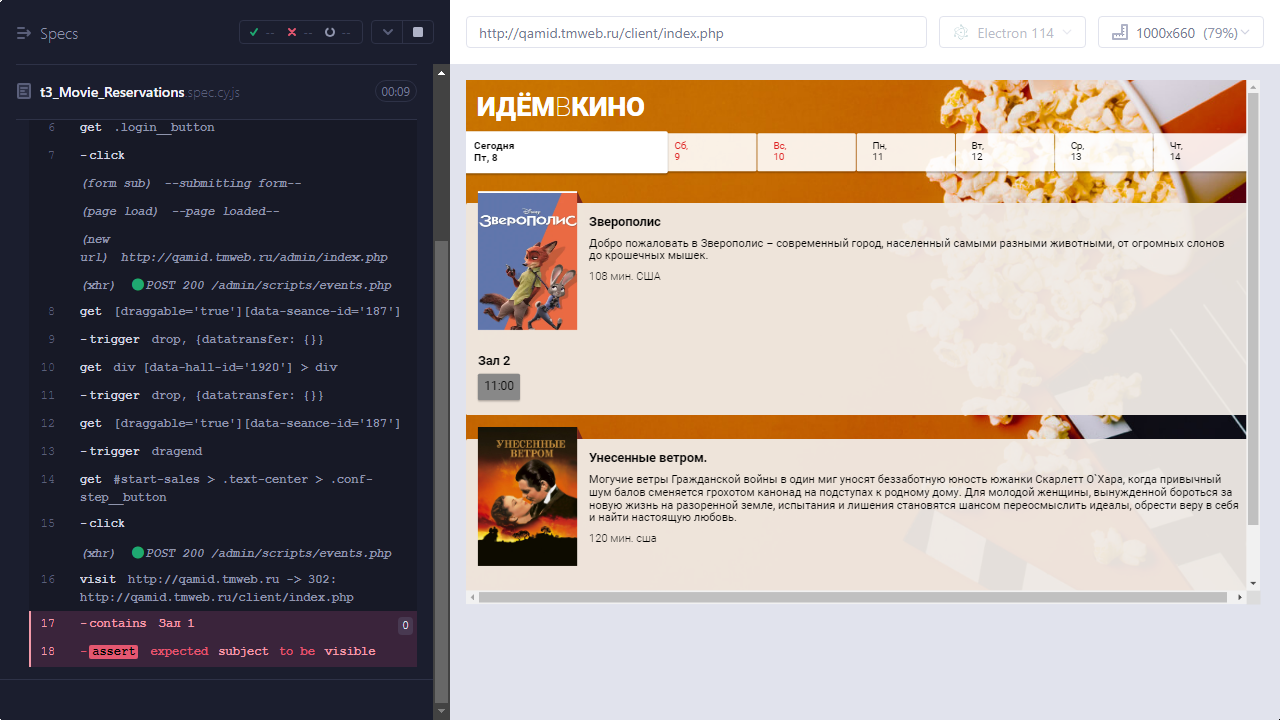 Specs
--
--
--
t3_Movie_Reservations.spec.cy.js
00:09
6 get .login__button
7 -click
(form sub) --submitting form--
(page load) --page loaded--
(new
url) http://qamid.tmweb.ru/admin/index.php
(xhr) POST 200 /admin/scripts/events.php
8 get [draggable='true'][data-seance-id='187']
9 -trigger drop, {datatransfer: {}}
10 get div [data-hall-id='1920'] > div
11 -trigger drop, {datatransfer: {}}
12 get [draggable='true'][data-seance-id='187']
13 -trigger dragend
14 get #start-sales > .text-center > .conf-
step__button
15 -click
(xhr) POST 200 /admin/scripts/events.php
16 visit http://qamid.tmweb.ru -> 302:
http://qamid.tmweb.ru/client/index.php
17 -contains Зал 1 0
18 -assert expected subject to be visible
http://qamid.tmweb.ru/client/index.php
Electron 114
1000x660 (79%)
ИДЁМВКИНО
Сегодня
Пт, 8
Сб,
9
Вс,
10
Пн,
11
Вт,
12
Ср,
13
Чт,
14
Disney
ЗВЕРОПОЛИС
Зверополис
Добро пожаловать в Зверополис – современный город, населенный самыми разными животными, от огромных слонов
до крошечных мышек.
108 мин. США
Зал 2
11:00
УНЕСЕННЫЕ
ВЕТРОМ
Унесенные ветром.
Могучие ветры Гражданской войны в один миг уносят беззаботную юность южанки Скарлетт О`Хара, когда привычный
шум балов сменяется грохотом канонад на подступах к родному дому. Для молодой женщины, вынужденной бороться за
новую жизнь на разоренной земле, испытания и лишения становятся шансом переосмыслить идеалы, обрести веру в себя
и найти настоящую любовь.
120 мин. сша